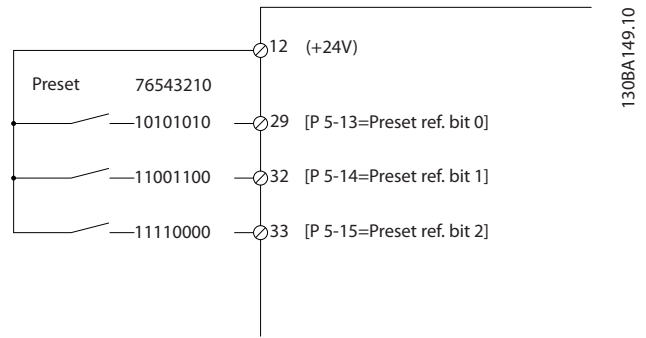 12 (+24V)
Preset 76543210
10101010 29 [P 5-13=Preset ref. bit 0]
11001100 32 [P 5-14=Preset ref. bit 1]
11110000 33 [P 5-15=Preset ref. bit 2]
130BA149.10